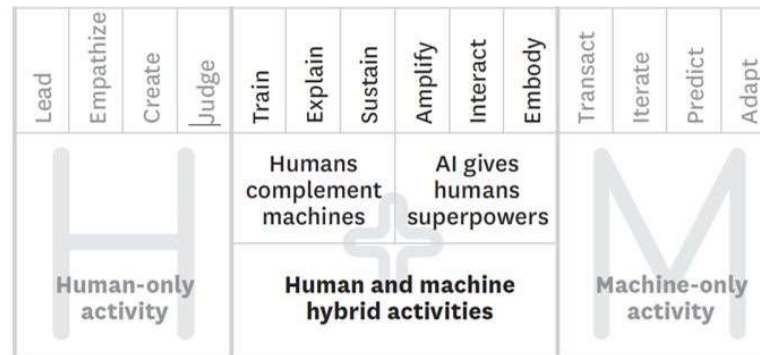 Lead
Empathize
Create
Judge
Train
Explain
Sustain
Amplify
Interact
Embody
Transact
Iterate
Predict
Adapt
Humans
complement
machines
AI gives
humans
superpowers
Human-only
activity
Human and machine
hybrid activities
Machine-only
activity
H
M